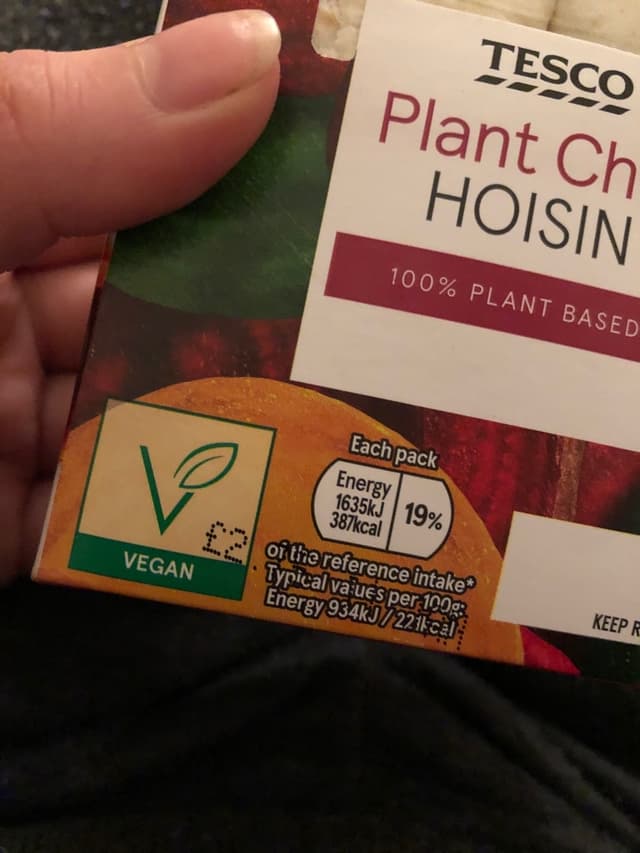 TESCO
Plant Ch
HOISIN
100% PLANT BASED
Each pack
Energy
1635kJ
387kcal
19%
of the reference intake*
Typical values per 100g:
Energy 934kJ / 221kcal
£2
VEGAN
KEEP R